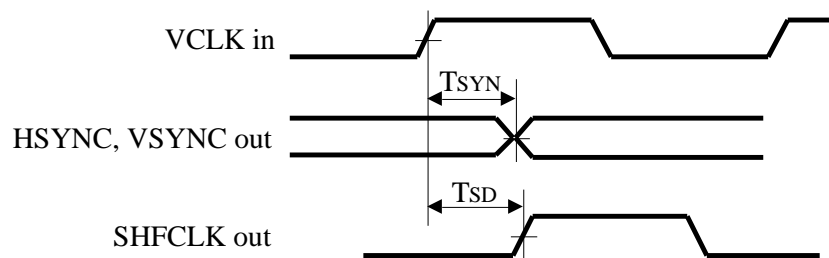 VCLK in
TSYN
HSYNC, VSYNC out
TSD
SHFCLK out